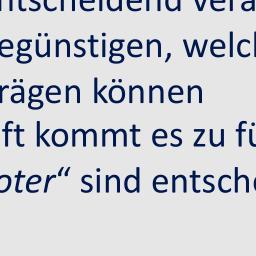 ntscheidend vera
egünstigen, welch
rägen können
ft kommt es zu fü
oter“ sind entsche